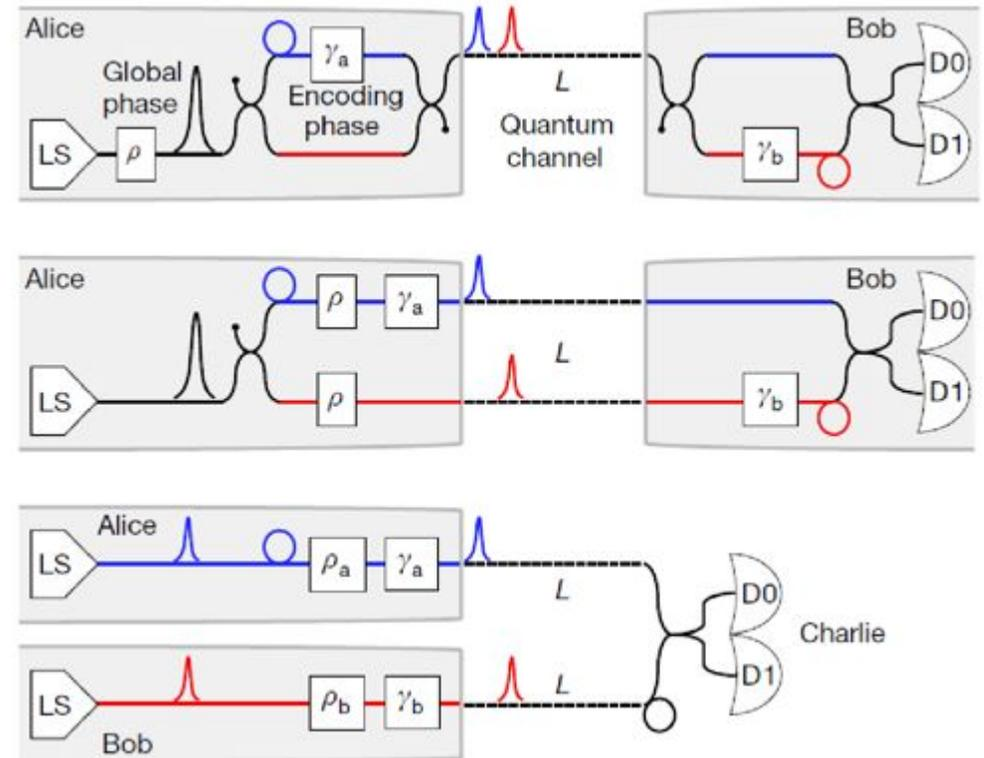 Alice
Bob
Global
phase
γa
Encoding
phase
LS
ρ
L
Quantum
channel
γb
D0
D1
Alice
Bob
LS
ρ
γa
L
ρ
γb
D0
D1
Alice
LS
ρa
γa
L
D0
D1
Charlie
LS
ρb
γb
L
Bob